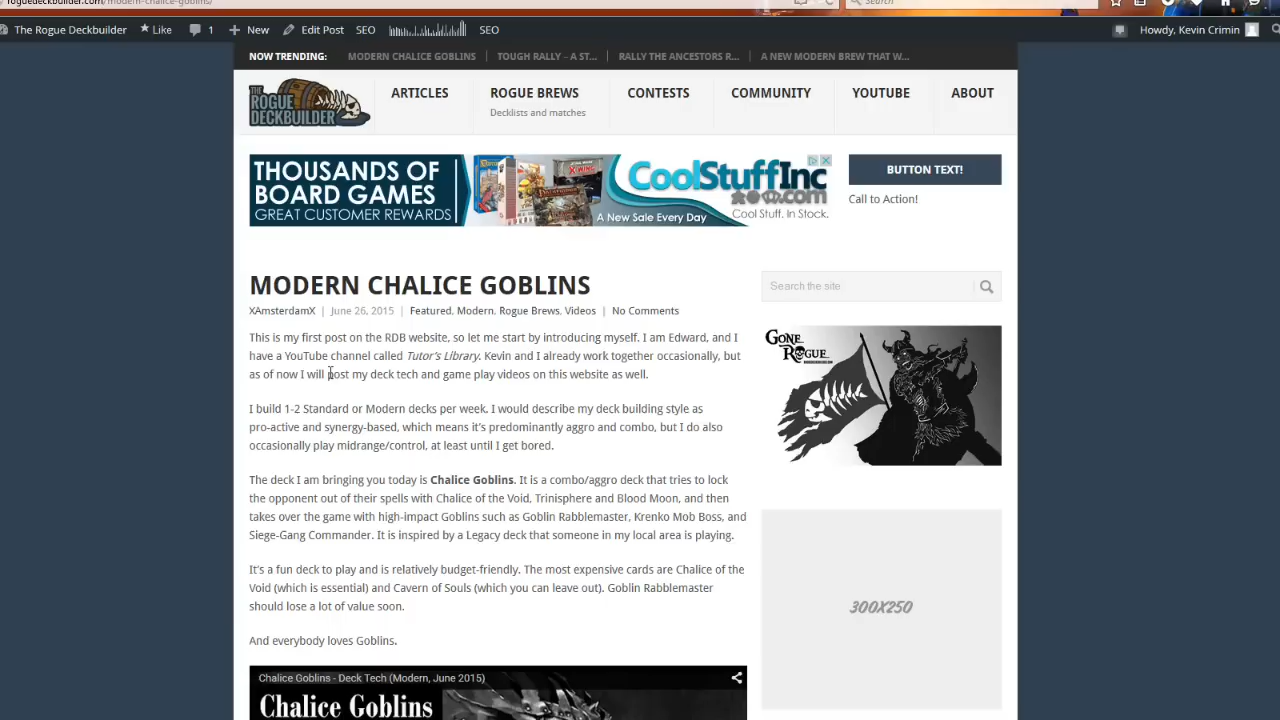 roguedeckbuilder.com/modern-chalice-goblins/
Search
The Rogue Deckbuilder
Like
1
New
Edit Post
SEO
SEO
Howdy, Kevin Crimin
NOW TRENDING:
MODERN CHALICE GOBLINS
TOUGH RALLY – A ST...
RALLY THE ANCESTORS R...
A NEW MODERN BREW THAT W...
THE ROGUE DECKBUILDER
ARTICLES
ROGUE BREWS
Decklists and matches
CONTESTS
COMMUNITY
YOUTUBE
ABOUT
THOUSANDS OF
BOARD GAMES
GREAT CUSTOMER REWARDS
CoolStuffInc
.com
A New Sale Every Day
Cool Stuff. In Stock.
BUTTON TEXT!
Call to Action!
MODERN CHALICE GOBLINS
XAmsterdamX | June 26, 2015 | Featured, Modern, Rogue Brews, Videos | No Comments
This is my first post on the RDB website, so let me start by introducing myself. I am Edward, and I
have a YouTube channel called Tutor's Library. Kevin and I already work together occasionally, but
as of now I will post my deck tech and game play videos on this website as well.
I build 1-2 Standard or Modern decks per week. I would describe my deck building style as
pro-active and synergy-based, which means it's predominantly aggro and combo, but I do also
occasionally play midrange/control, at least until I get bored.
The deck I am bringing you today is Chalice Goblins. It is a combo/aggro deck that tries to lock
the opponent out of their spells with Chalice of the Void, Trinisphere and Blood Moon, and then
takes over the game with high-impact Goblins such as Goblin Rabblemaster, Krenko Mob Boss, and
Siege-Gang Commander. It is inspired by a Legacy deck that someone in my local area is playing.
It's a fun deck to play and is relatively budget-friendly. The most expensive cards are Chalice of the
Void (which is essential) and Cavern of Souls (which you can leave out). Goblin Rabblemaster
should lose a lot of value soon.
And everybody loves Goblins.
Chalice Goblins - Deck Tech (Modern, June 2015)
Chalice Goblins
Search the site
GONE ROGUE
300X250